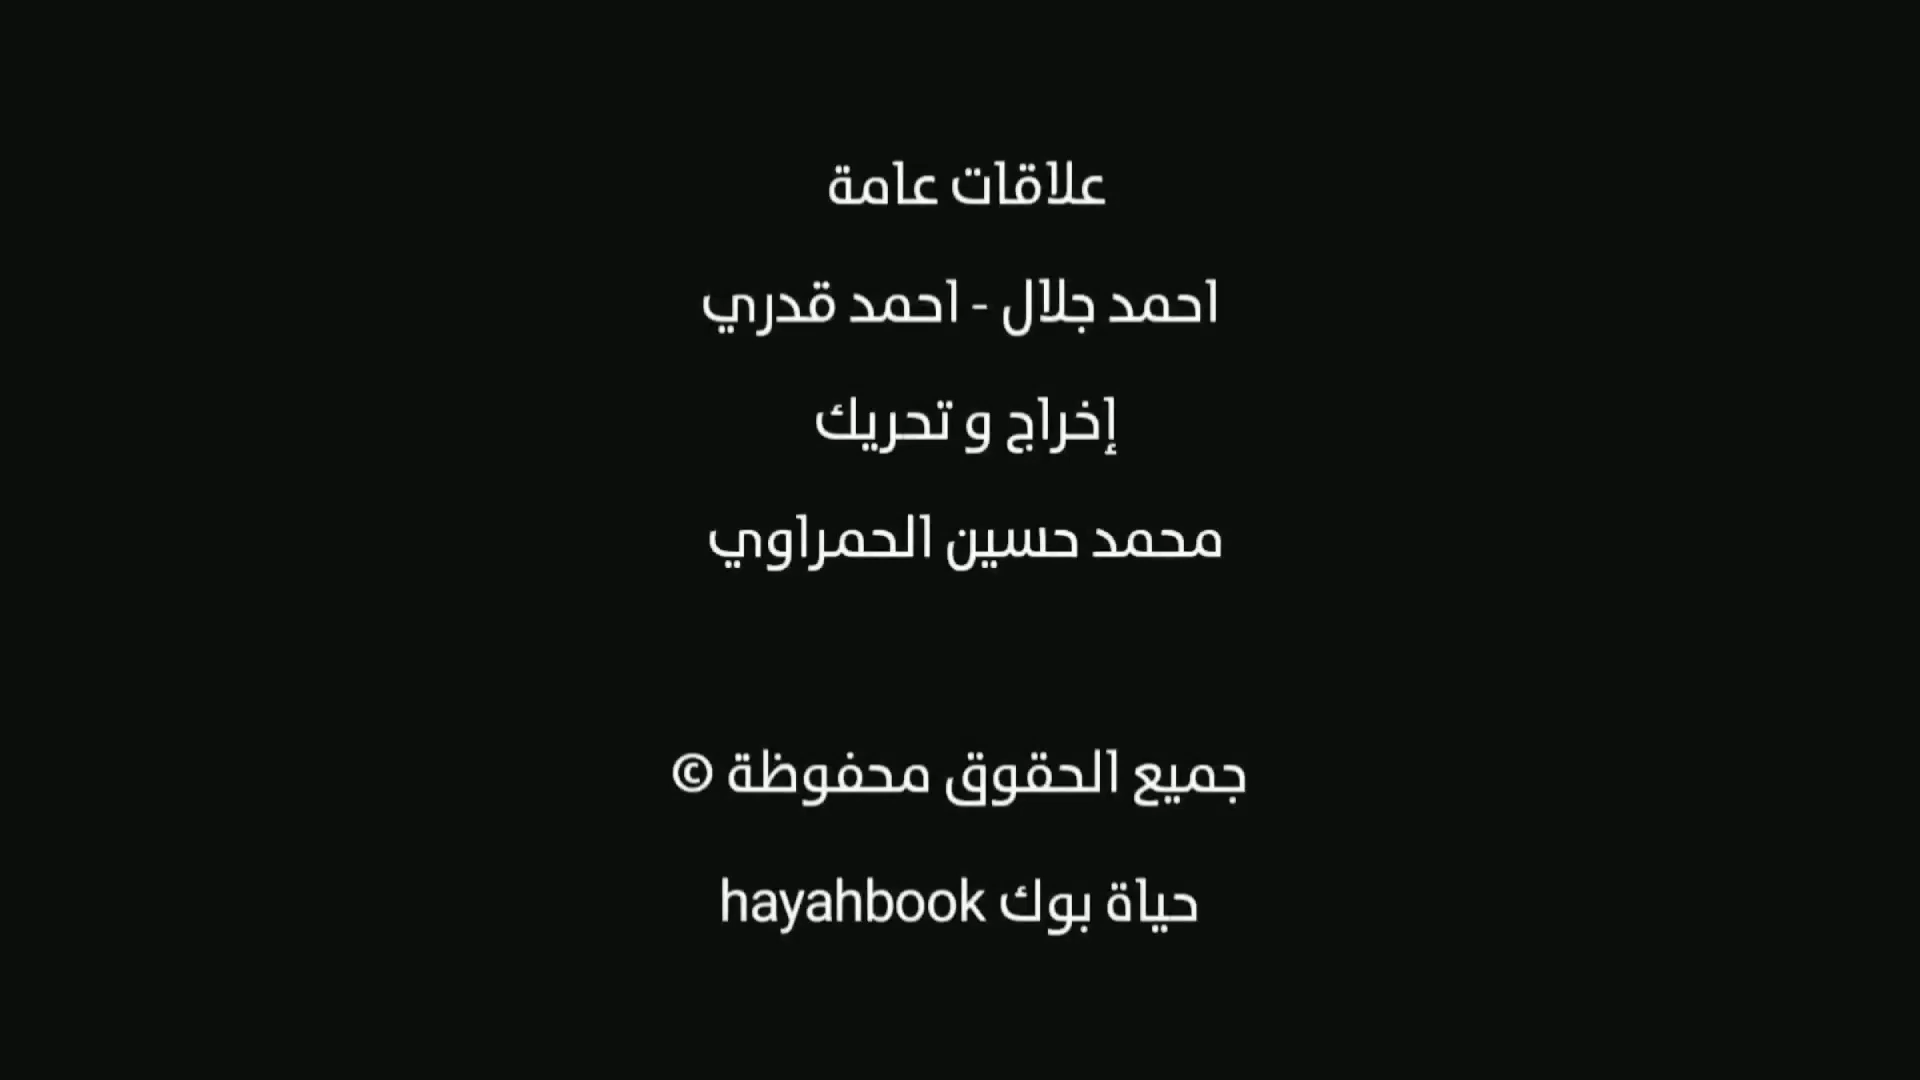 علاقات عامة
احمد جلال - احمد قدري
إخراج و تحريك
محمد حسين الحمراوي
جميع الحقوق محفوظة ©
حياة بوك hayahbook